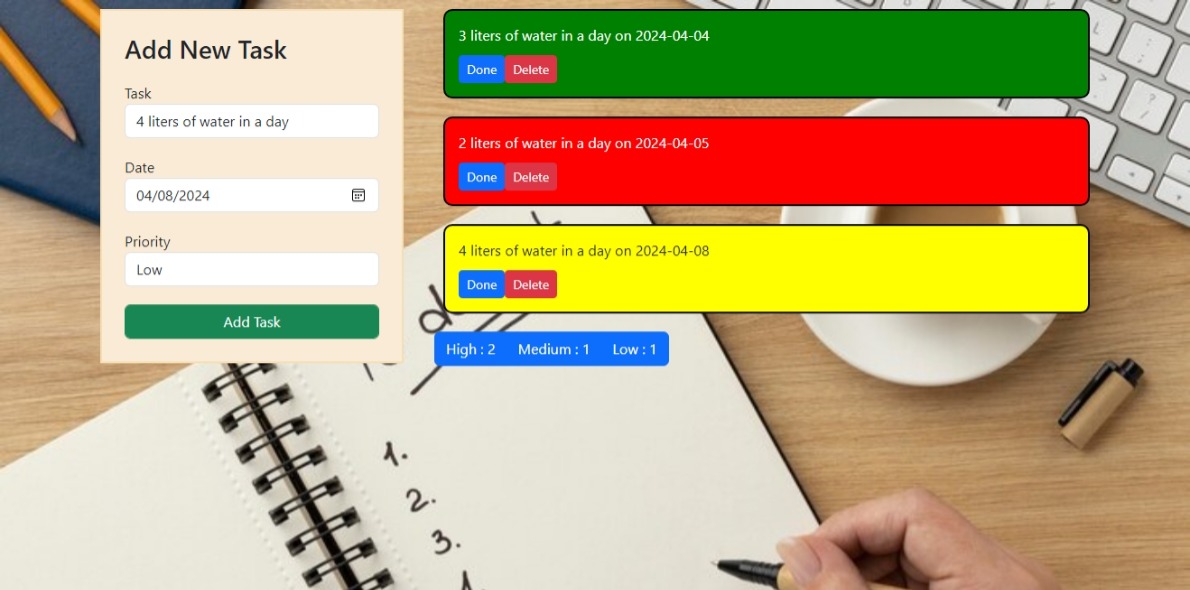 Add New Task
Task
4 liters of water in a day
Date
04/08/2024
Priority
Low
Add Task
3 liters of water in a day on 2024-04-04
Done Delete
2 liters of water in a day on 2024-04-05
Done Delete
4 liters of water in a day on 2024-04-08
Done Delete
High : 2 Medium : 1 Low : 1
1.
2.
3.